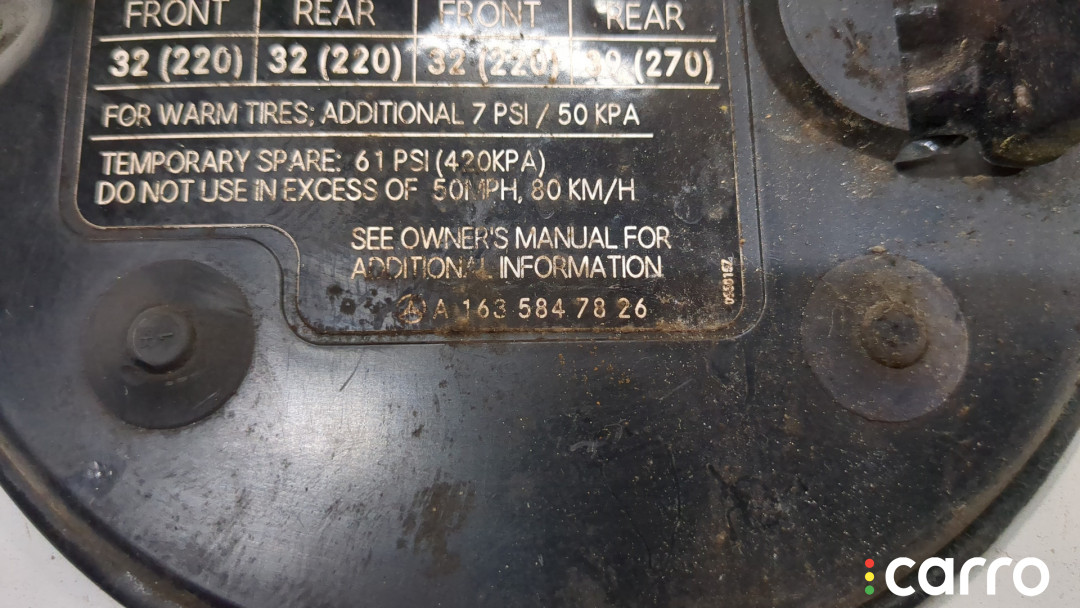 FRONT REAR FRONT REAR
32 (220) 32 (220) 32 (220) 39 (270)
FOR WARM TIRES; ADDITIONAL 7 PSI / 50 KPA
TEMPORARY SPARE: 61 PSI (420KPA)
DO NOT USE IN EXCESS OF 50MPH, 80 KM/H
SEE OWNER'S MANUAL FOR
ADDITIONAL INFORMATION
A 163 584 78 26
carro